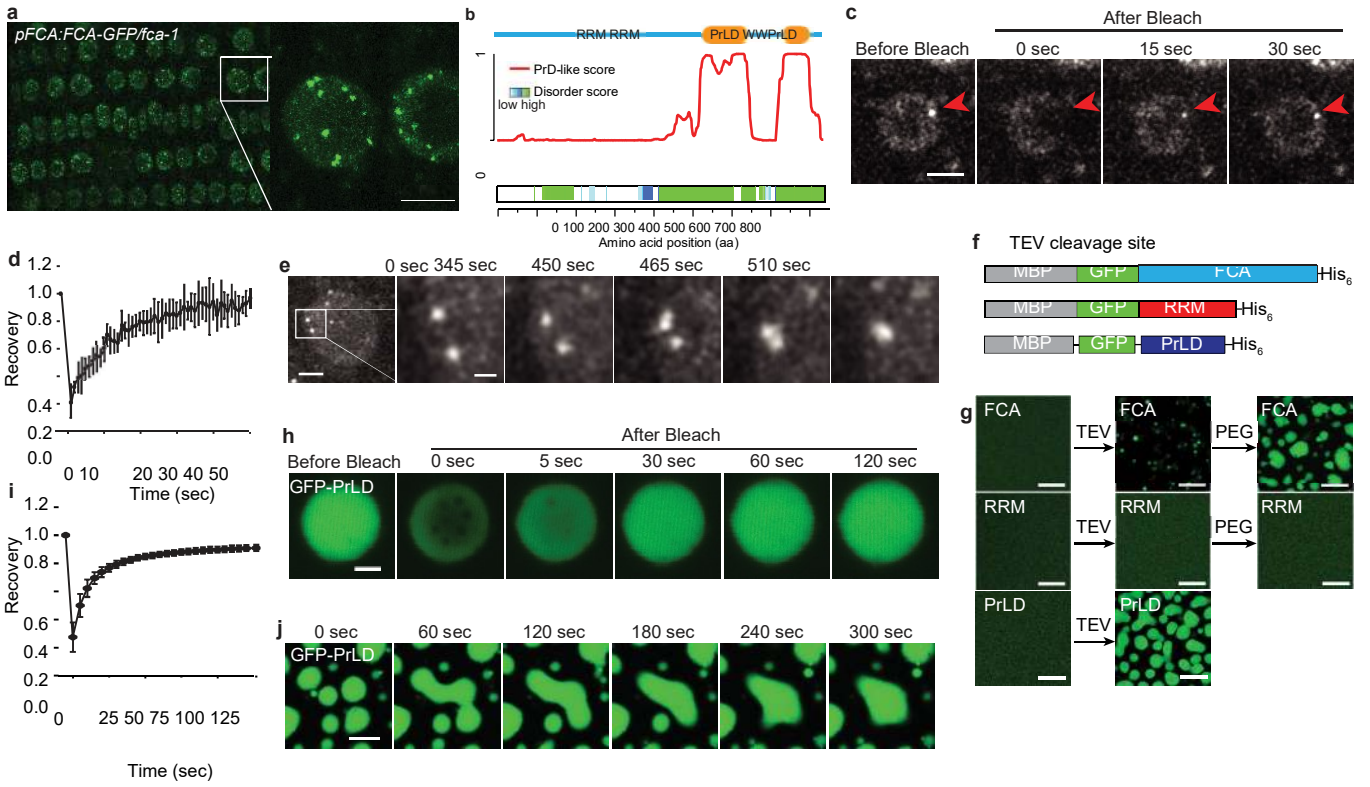 a
pFCA:FCA-GFP/fca-1
b
RRM RRM
PrLD WWPrLD
1
PrD-like score
Disorder score
low high
0
0 100 200 300 400 500 600 700 800
Amino acid position (aa)
c
After Bleach
Before Bleach
0 sec
15 sec
30 sec
d
1.2
1.0
0.8
0.6
0.4
0.2
0.0
Recovery
0 10 20 30 40 50
Time (sec)
e
0 sec 345 sec
450 sec
465 sec
510 sec
f
TEV cleavage site
MBP GFP FCA His6
MBP GFP RRM His6
MBP GFP PrLD His6
g
FCA
TEV
FCA
PEG
FCA
RRM
TEV
RRM
PEG
RRM
PrLD
TEV
PrLD
h
After Bleach
Before Bleach
0 sec
5 sec
30 sec
60 sec
120 sec
GFP-PrLD
i
1.2
1.0
0.8
0.6
0.4
0.2
0.0
Recovery
0 25 50 75 100 125
Time (sec)
j
0 sec
60 sec
120 sec
180 sec
240 sec
300 sec
GFP-PrLD